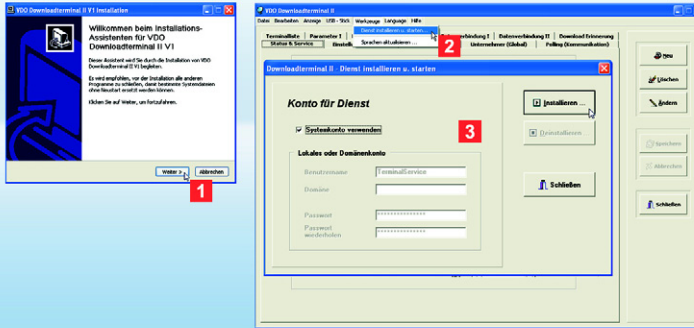 VDO Downloadterminal II V1 Installation
Willkommen beim Installations-
Assistenten für VDO
Downloadterminal II V1
Dieser Assistent wird Sie durch die Installation von VDO
Downloadterminal II V1 begleiten.
Es wird empfohlen, vor der Installation alle anderen
Programme zu schließen, damit bestimmte Systemdateien
ohne Neustart ersetzt werden können.
Klicken Sie auf Weiter, um fortzufahren.
Weiter > Abbrechen
1
VDO Downloadterminal II
Datei Bearbeiten Anzeige USB - Stick Werkzeuge Language Hilfe
Dienst installieren u. starten...
Sprachen aktualisieren ...
2
Terminalliste Parameter I Datenverbindung I Datenverbindung II Download Erinnerung
Status & Service Unternehmer (Global) Polling (Kommunikation)
Downloadterminal II - Dienst installieren u. starten
Konto für Dienst
Systemkonto verwenden
3
Lokales oder Domänenkonto
Benutzername TerminalService
Domäne
Passwort **************
Passwort
wiederholen **************
Installieren ...
Deinstallieren...
Schließen
Neu
Löschen
Ändern
Speichern
Abbrechen
Schließen